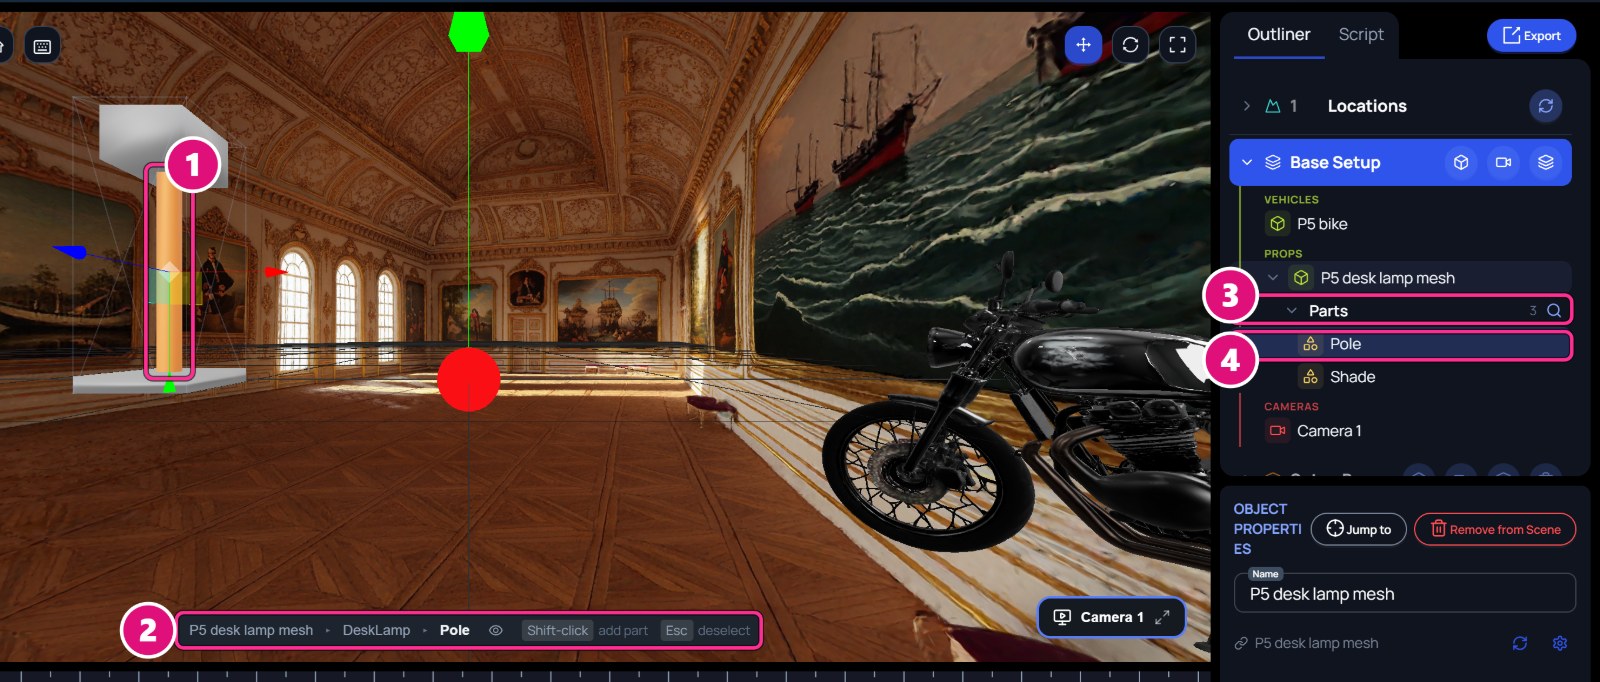 Outliner
Script
Export
1 Locations
Base Setup
VEHICLES
P5 bike
PROPS
P5 desk lamp mesh
Parts 3
Pole
Shade
CAMERAS
Camera 1
OBJECT
PROPERTI
ES
Jump to
Remove from Scene
Name
P5 desk lamp mesh
P5 desk lamp mesh
1
2
3
4
P5 desk lamp mesh DeskLamp Pole Shift-click add part Esc deselect
Camera 1